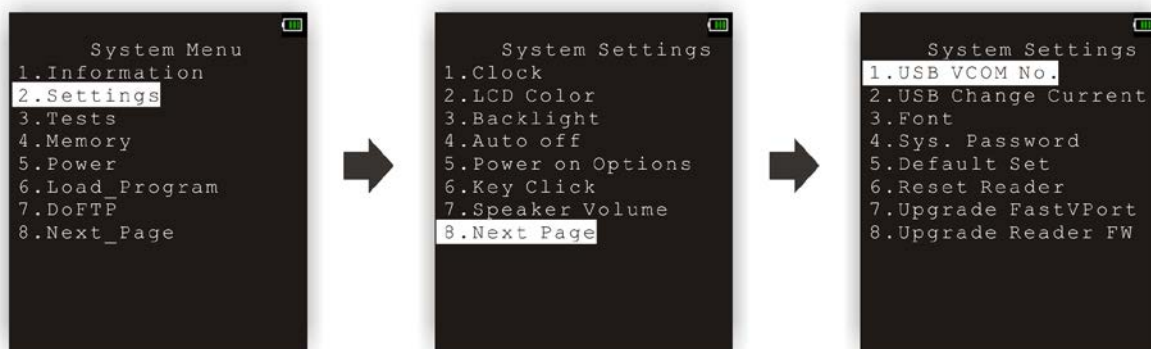 System Menu
1.Information
2.Settings
3.Tests
4.Memory
5.Power
6.Load_Program
7.DoFTP
8.Next_Page
System Settings
1.Clock
2.LCD Color
3.Backlight
4.Auto off
5.Power on Options
6.Key Click
7.Speaker Volume
8.Next Page
System Settings
1.USB VCOM No.
2.USB Change Current
3.Font
4.Sys. Password
5.Default Set
6.Reset Reader
7.Upgrade FastVPort
8.Upgrade Reader FW